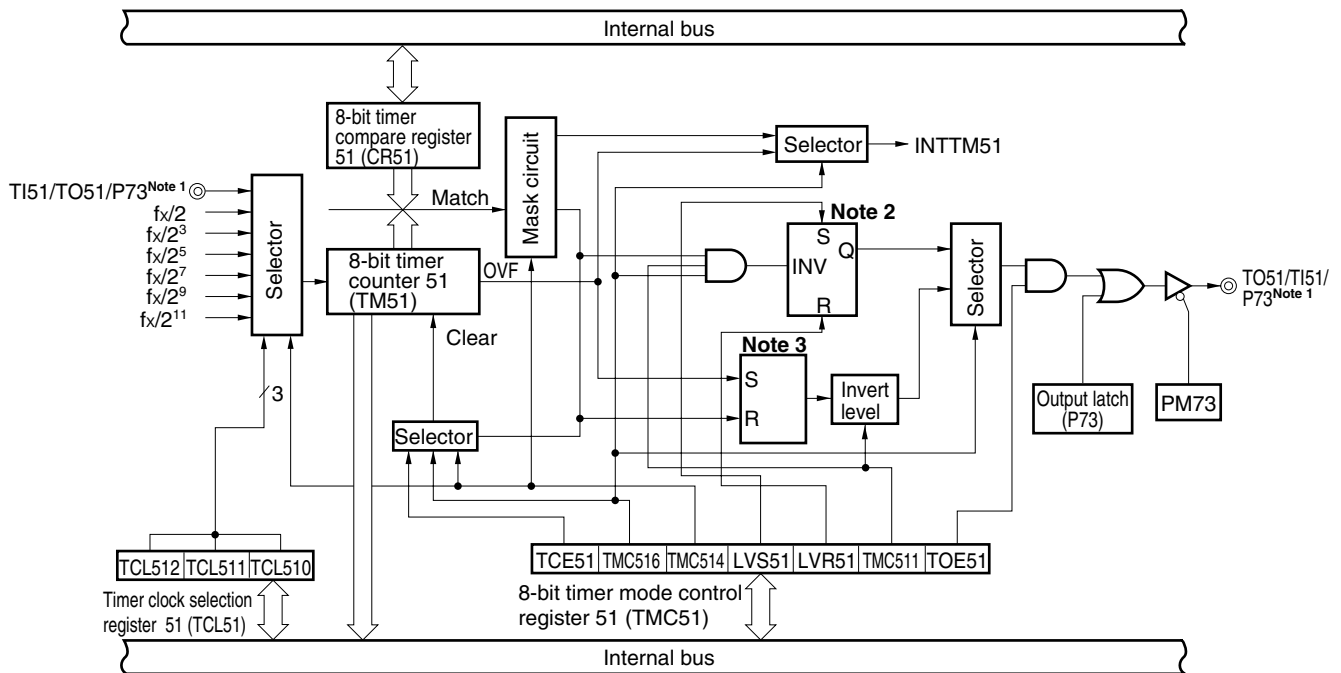 Internal bus
8-bit timer
compare register
51 (CR51)
Mask circuit
Selector
INTTM51
TI51/TO51/P73Note 1
fX/2
fX/2³
fX/2⁵
fX/2⁷
fX/2⁹
fX/2¹¹
Selector
Match
8-bit timer
counter 51
(TM51)
OVF
Clear
Note 2
S
INV
Q
R
Selector
TO51/TI51/
P73Note 1
Note 3
S
R
Invert
level
Output latch
(P73)
PM73
3
Selector
TCL512
TCL511
TCL510
Timer clock selection
register 51 (TCL51)
TCE51
TMC516
TMC514
LVS51
LVR51
TMC511
TOE51
8-bit timer mode control
register 51 (TMC51)
Internal bus